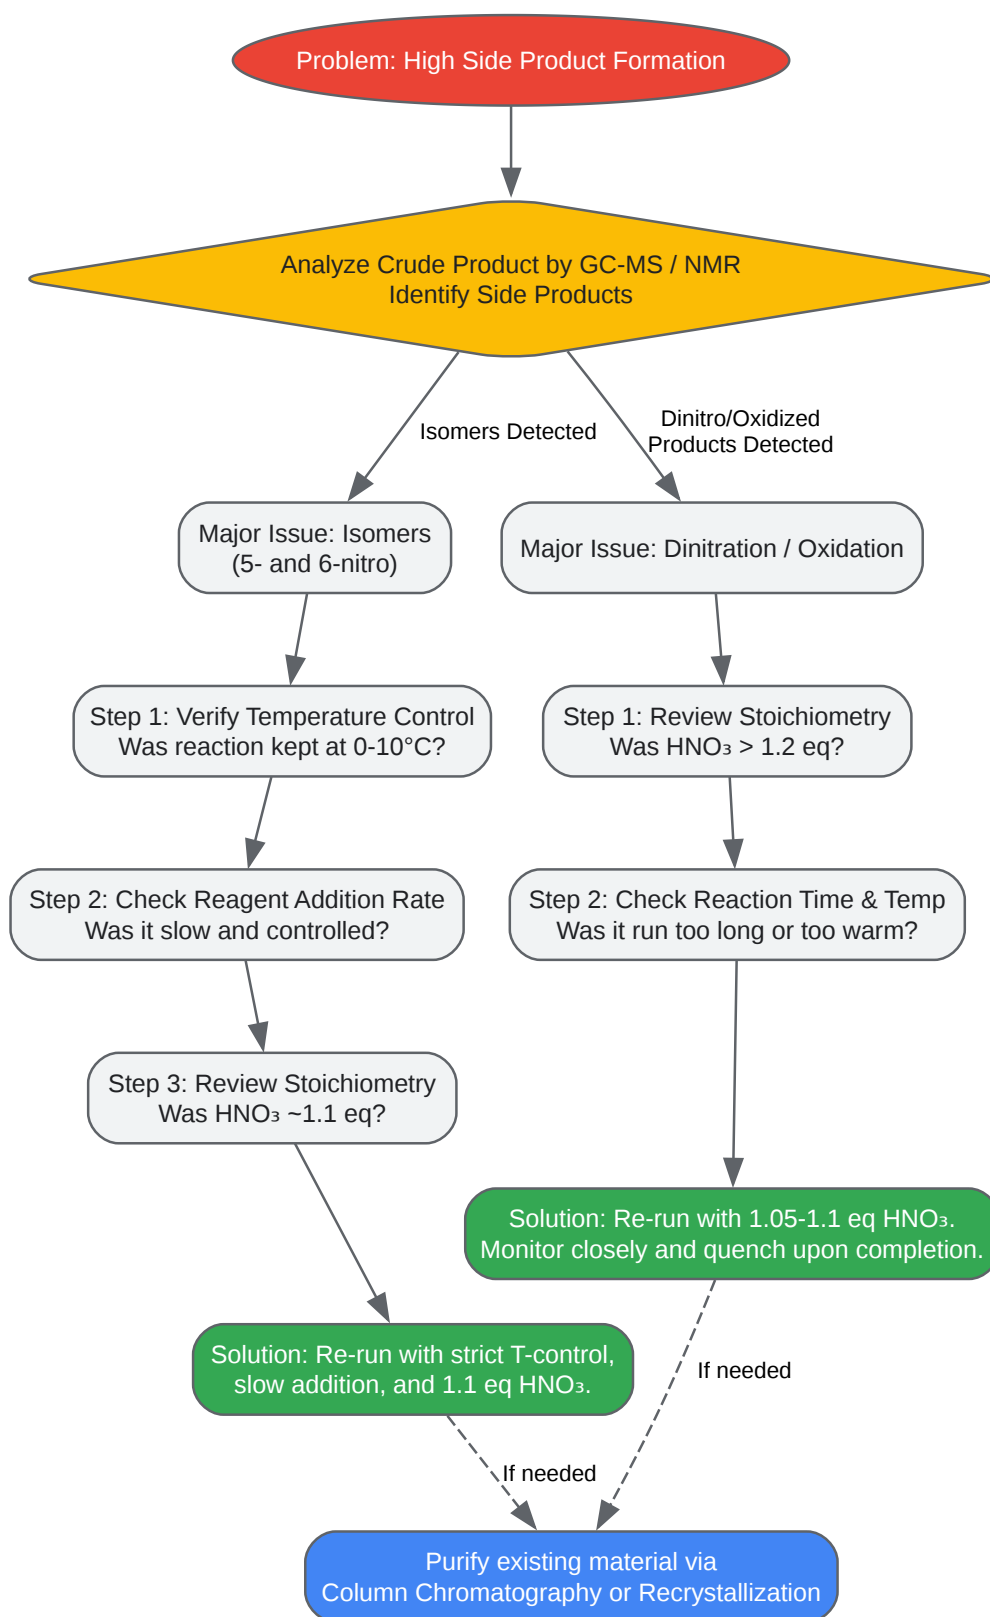 Problem: High Side Product Formation
Analyze Crude Product by GC-MS / NMR
Identify Side Products
Isomers Detected
Dinitro/Oxidized
Products Detected
Major Issue: Isomers
(5- and 6-nitro)
Major Issue: Dinitration / Oxidation
Step 1: Verify Temperature Control
Was reaction kept at 0-10°C?
Step 1: Review Stoichiometry
Was HNO₃ > 1.2 eq?
Step 2: Check Reagent Addition Rate
Was it slow and controlled?
Step 2: Check Reaction Time & Temp
Was it run too long or too warm?
Step 3: Review Stoichiometry
Was HNO₃ ~1.1 eq?
Solution: Re-run with 1.05-1.1 eq HNO₃.
Monitor closely and quench upon completion.
Solution: Re-run with strict T-control,
slow addition, and 1.1 eq HNO₃.
If needed
If needed
Purify existing material via
Column Chromatography or Recrystallization